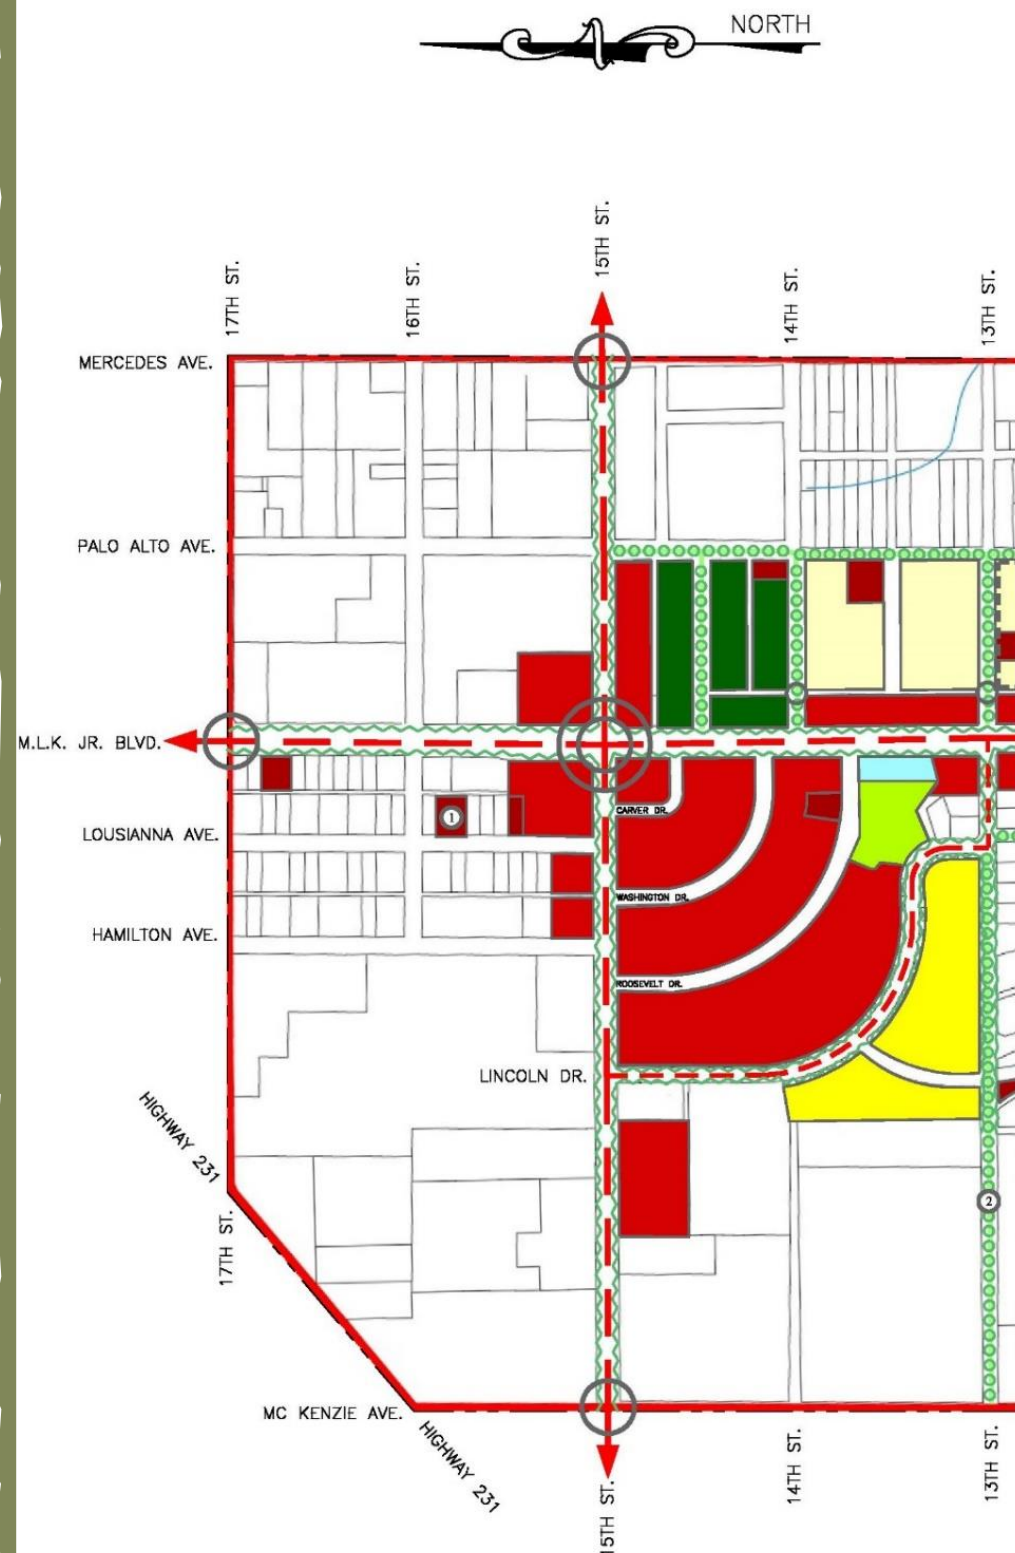 NORTH
15TH ST.
17TH ST.
16TH ST.
14TH ST.
13TH ST.
MERCEDES AVE.
PALO ALTO AVE.
M.L.K. JR. BLVD.
CARVER DR.
1
LOUSIANNA AVE.
WASHINGTON DR.
HAMILTON AVE.
ROOSEVELT DR.
LINCOLN DR.
HIGHWAY 231
2
17TH ST.
MC KENZIE AVE.
HIGHWAY 231
15TH ST.
14TH ST.
13TH ST.